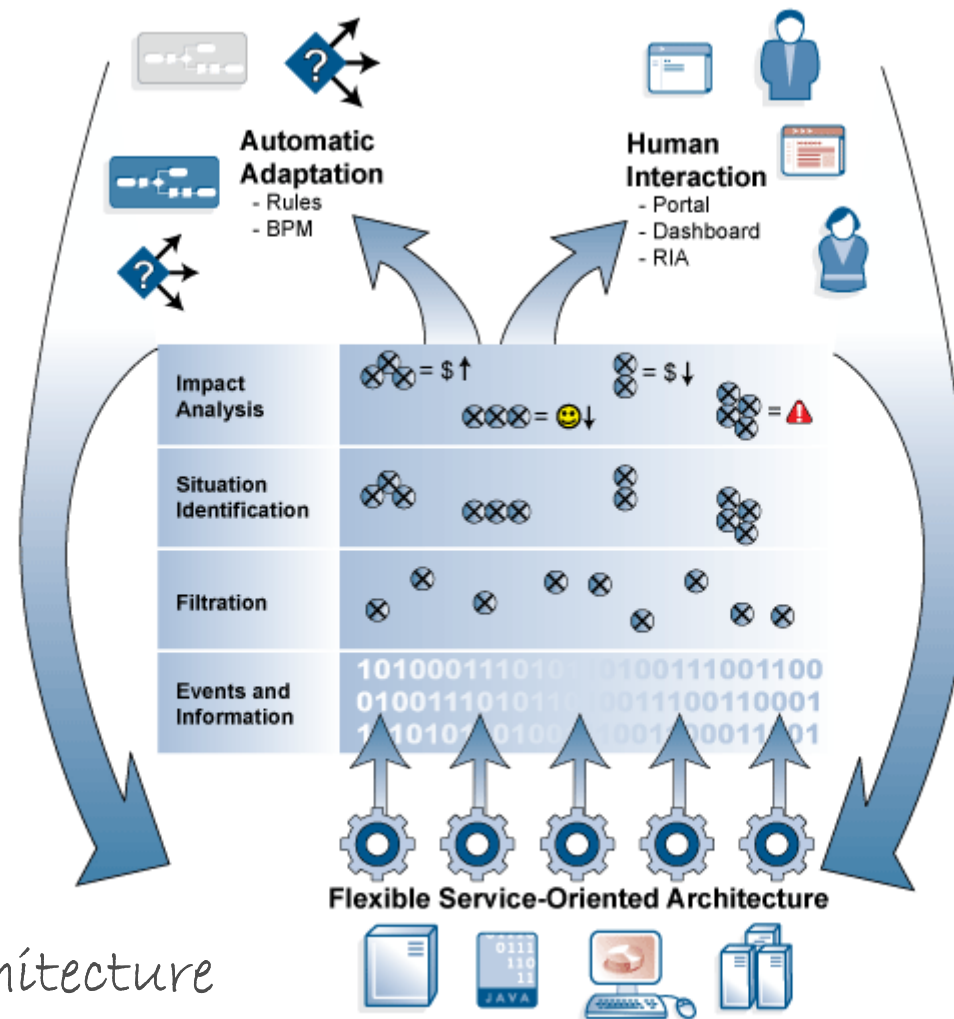 ?
Automatic
Adaptation
- Rules
- BPM
?
Human
Interaction
- Portal
- Dashboard
- RIA
Impact
Analysis
= $
= $
=
=
Situation
Identification
Filtration
Events and
Information
Flexible Service-Oriented Architecture
0111
110
11
JAVA